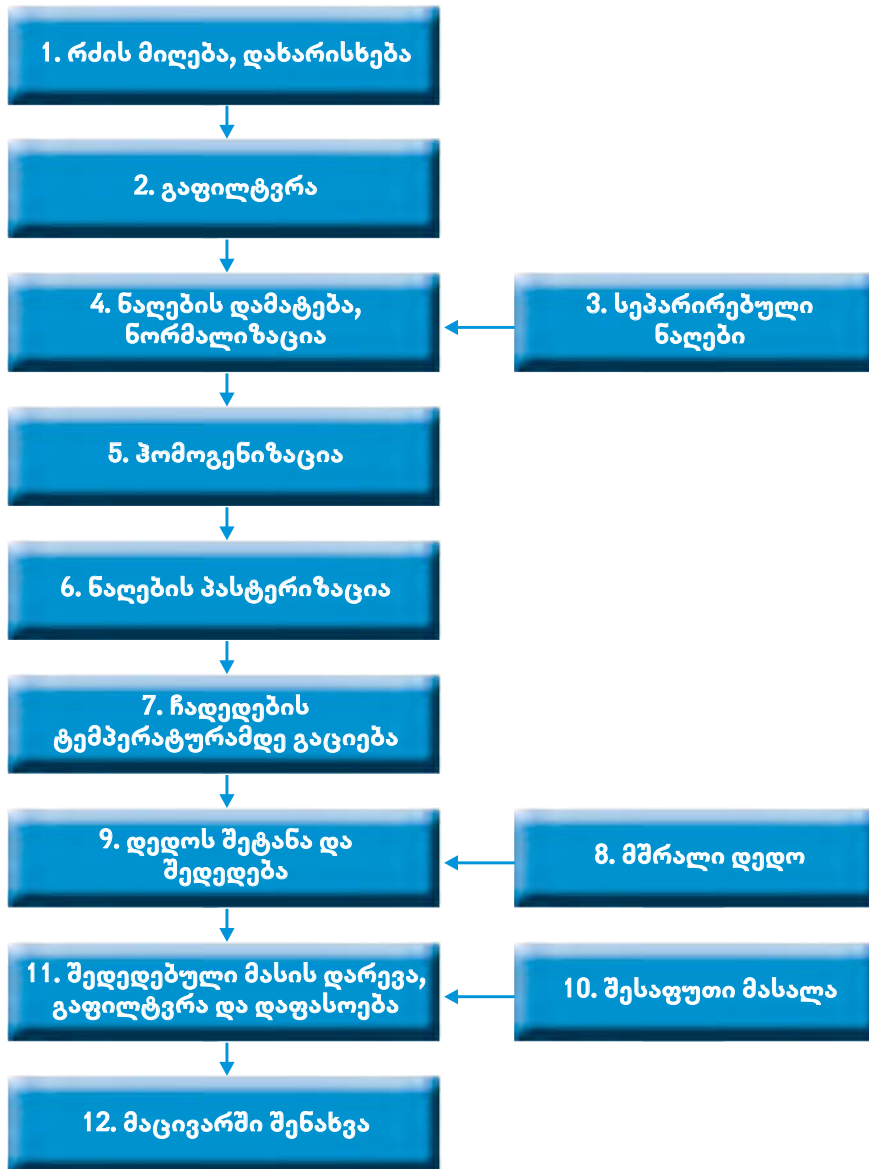 1. რძის მიღება, დახარისხება
2. გაფილტვრა
4. ნაღების დამატება,
ნორმალიზაცია
3. სეპარირებული
ნაღები
5. ჰომოგენიზაცია
6. ნაღების პასტერიზაცია
7. ჩადედების
ტემპერატურამდე გაციება
9. დედოს შეტანა და
შედედება
8. მშრალი დედო
11. შედედებული მასის დარევა,
გაფილტვრა და დაფასოება
10. შესაფუთი მასალა
12. მაცივარში შენახვა